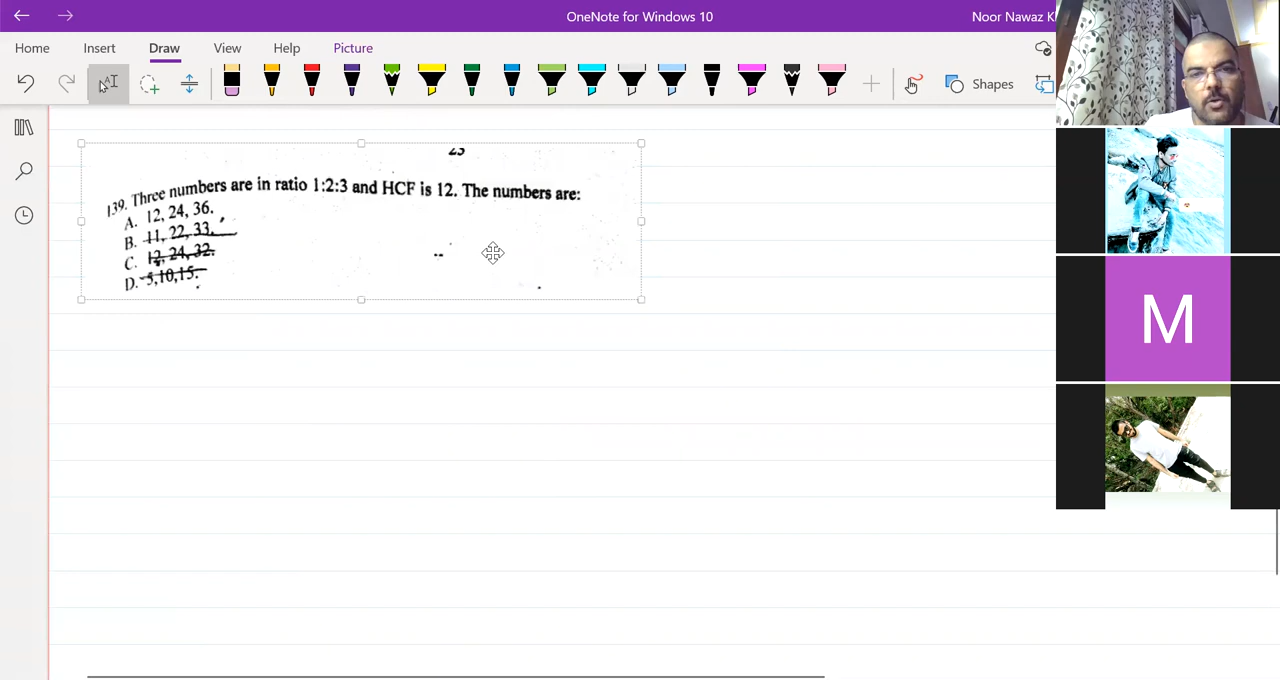 OneNote for Windows 10
Noor Nawaz K
Home Insert Draw View Help Picture
Shapes
139. Three numbers are in ratio 1:2:3 and HCF is 12. The numbers are:
A. 12, 24, 36.
B. 11, 22, 33.
C. 12, 24, 32.
D. 5,10,15.
M